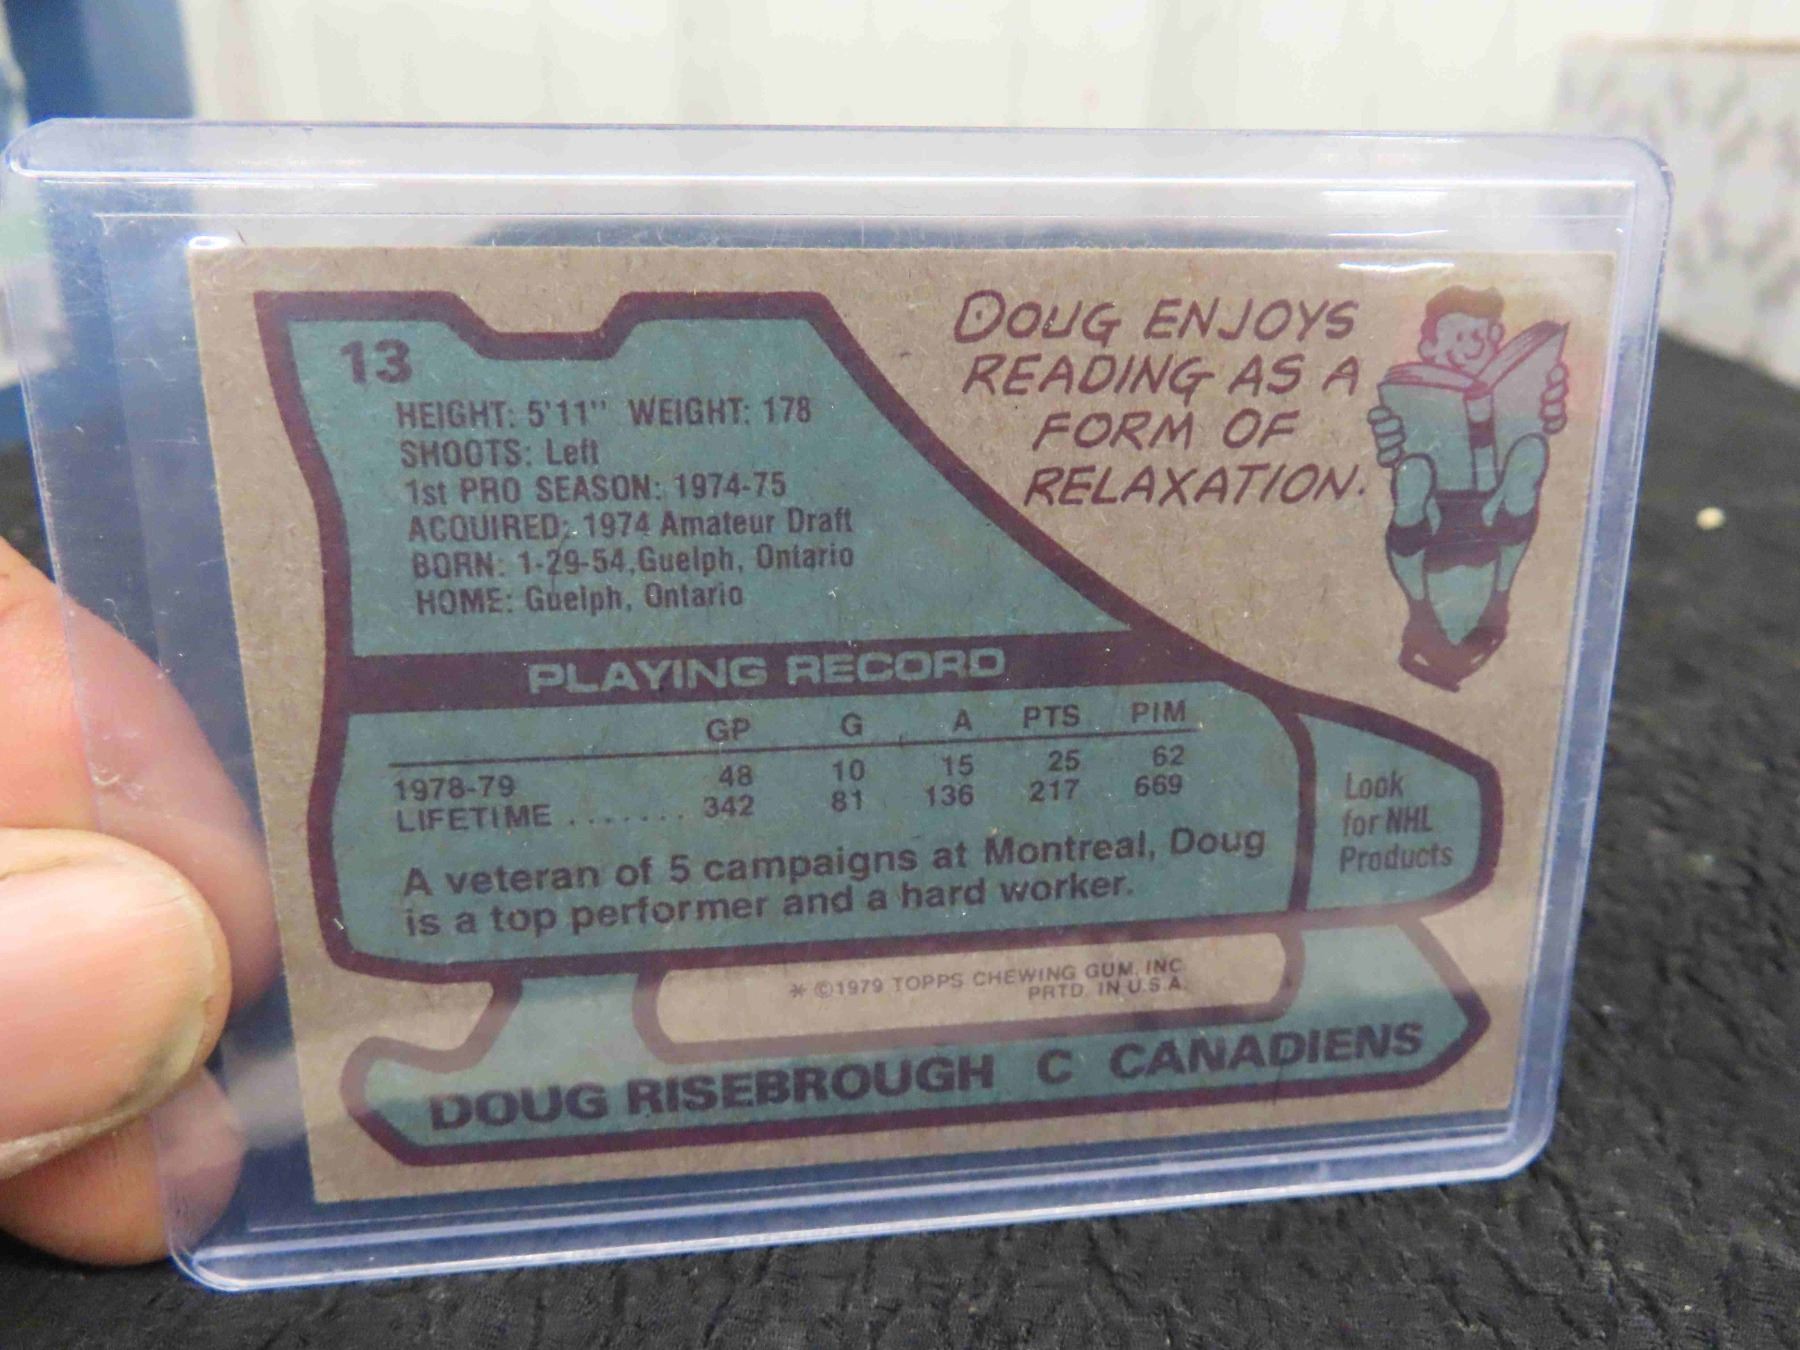 13
HEIGHT: 5'11" WEIGHT: 178
SHOOTS: Left
1st PRO SEASON: 1974-75
ACQUIRED: 1974 Amateur Draft
BORN: 1-29-54, Guelph, Ontario
HOME: Guelph, Ontario
DOUG ENJOYS
READING AS A
FORM OF
RELAXATION.
PLAYING RECORD
GP G A PTS PIM
1978-79 48 10 15 25 62
LIFETIME ....... 342 81 136 217 669
A veteran of 5 campaigns at Montreal, Doug
is a top performer and a hard worker.
Look
for NHL
Products
* ©1979 TOPPS CHEWING GUM, INC.
PRTD. IN U.S.A.
DOUG RISEBROUGH C CANADIENS